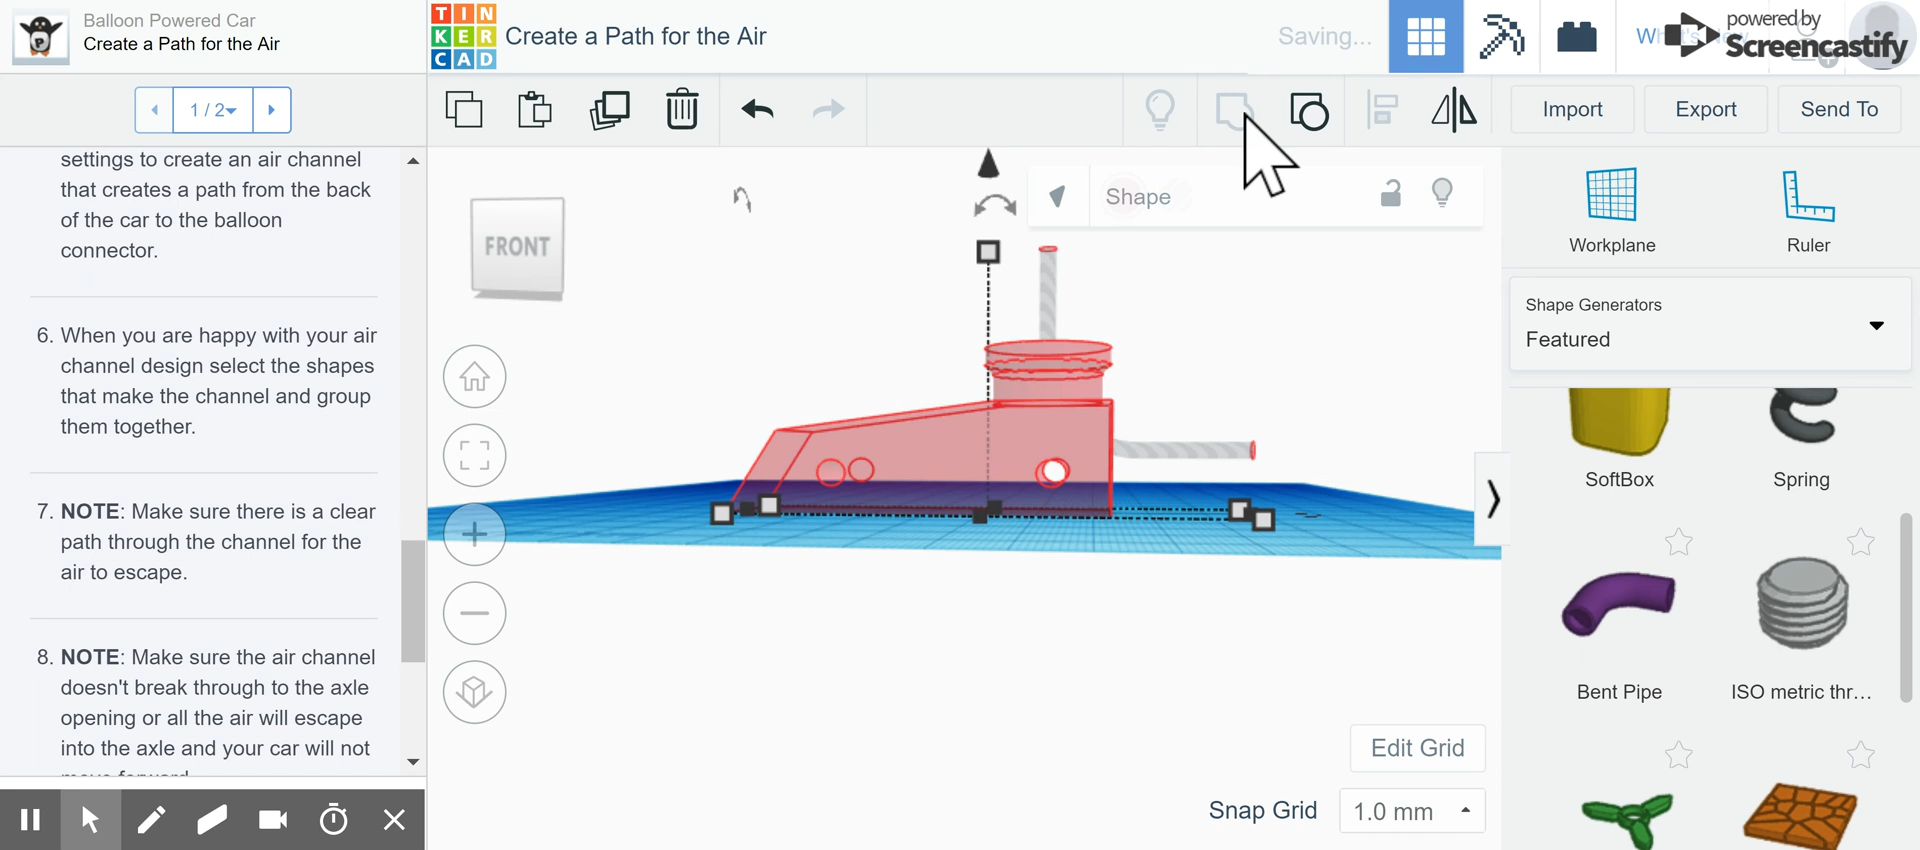 Balloon Powered Car
Create a Path for the Air
TIN
KER
CAD
Create a Path for the Air
Saving...
powered by
Screencastify
1 / 2
Import
Export
Send To
settings to create an air channel
that creates a path from the back
of the car to the balloon
connector.
6. When you are happy with your air
channel design select the shapes
that make the channel and group
them together.
7. NOTE: Make sure there is a clear
path through the channel for the
air to escape.
8. NOTE: Make sure the air channel
doesn't break through to the axle
opening or all the air will escape
into the axle and your car will not
FRONT
Shape
Workplane
Ruler
Shape Generators
Featured
SoftBox
Spring
Bent Pipe
ISO metric thr...
Edit Grid
Snap Grid
1.0 mm